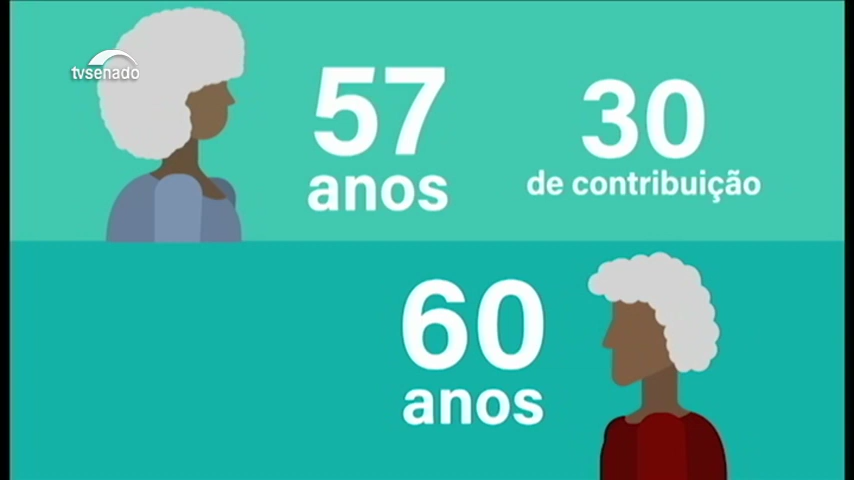 tvsenado
57
anos
30
de contribuição
60
anos